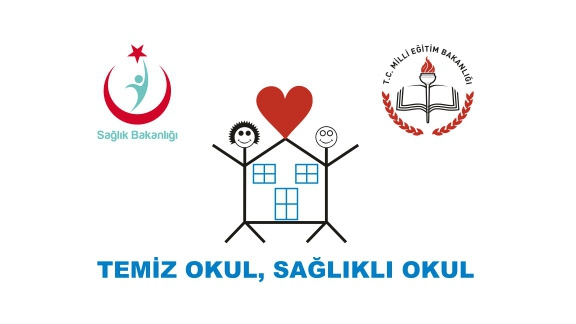 T.C. MİLLİ EĞİTİM BAKANLIĞI
Sağlık Bakanlığı
TEMİZ OKUL, SAĞLIKLI OKUL